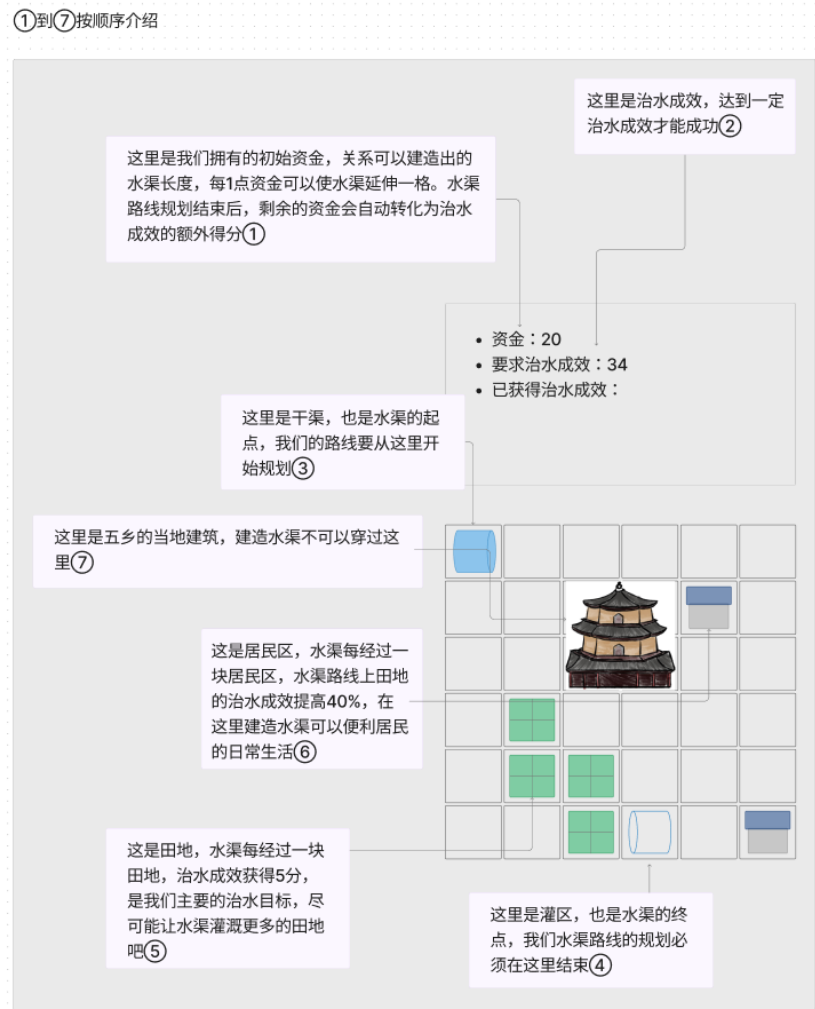 ①到⑦按顺序介绍
这里是治水成效，达到一定
治水成效才能成功②
这里是我们拥有的初始资金，关系可以建造出的
水渠长度，每1点资金可以使水渠延伸一格。水渠
路线规划结束后，剩余的资金会自动转化为治水
成效的额外得分①
• 资金：20
• 要求治水成效：34
• 已获得治水成效：
这里是干渠，也是水渠的起
点，我们的路线要从这里开
始规划③
这里是五乡的当地建筑，建造水渠不可以穿过这
里⑦
这是居民区，水渠每经过一
块居民区，水渠路线上田地
的治水成效提高40%，在
这里建造水渠可以便利居民
的日常生活⑥
这是田地，水渠每经过一块
田地，治水成效获得5分，
是我们主要的治水目标，尽
可能让水渠灌溉更多的田地
吧⑤
这里是灌区，也是水渠的终
点，我们水渠路线的规划必
须在这里结束④